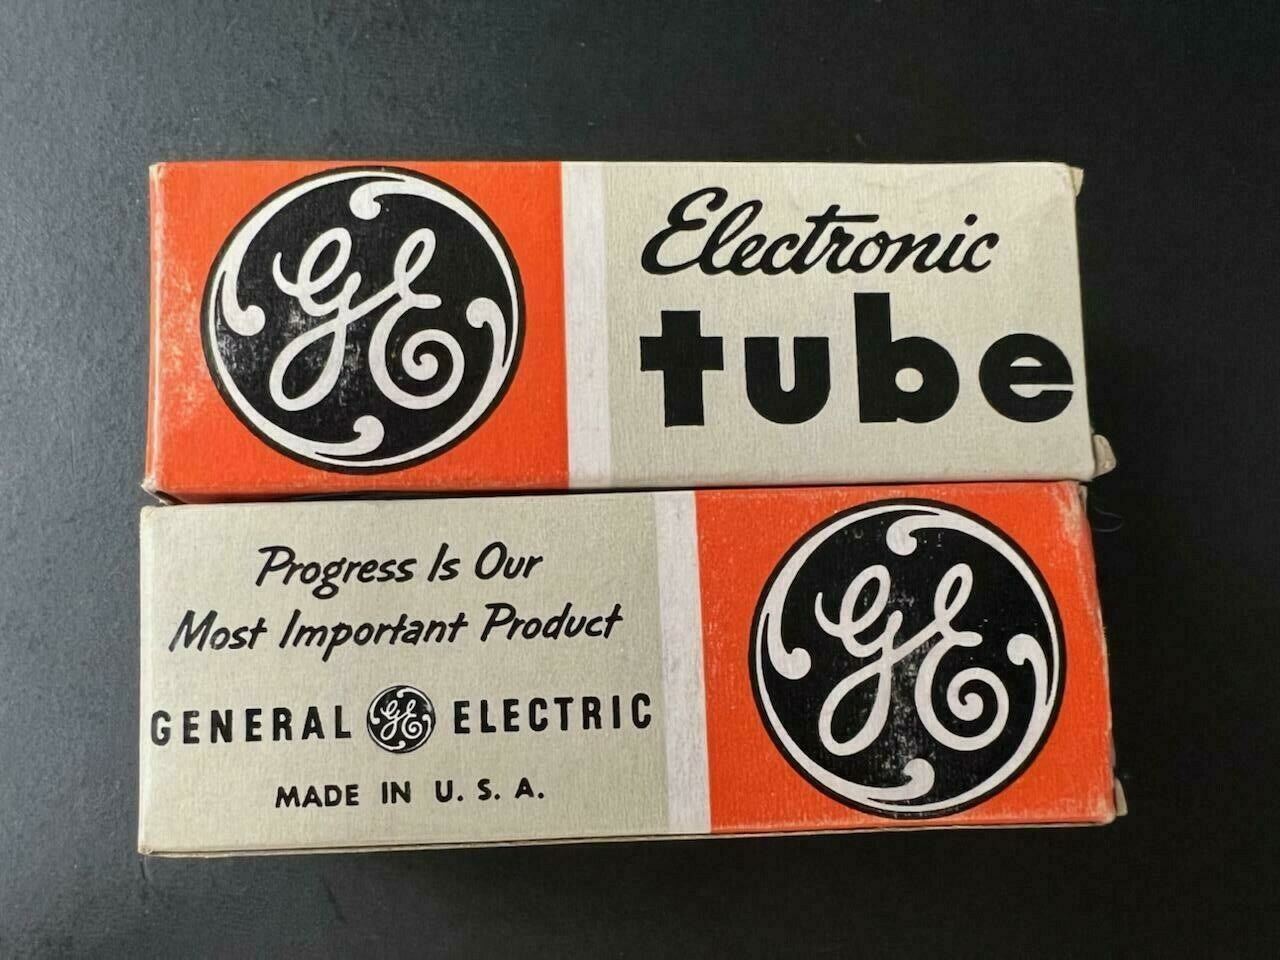 GE
Electronic
tube
Progress Is Our
Most Important Product
GENERAL GE ELECTRIC
MADE IN U. S. A.
GE